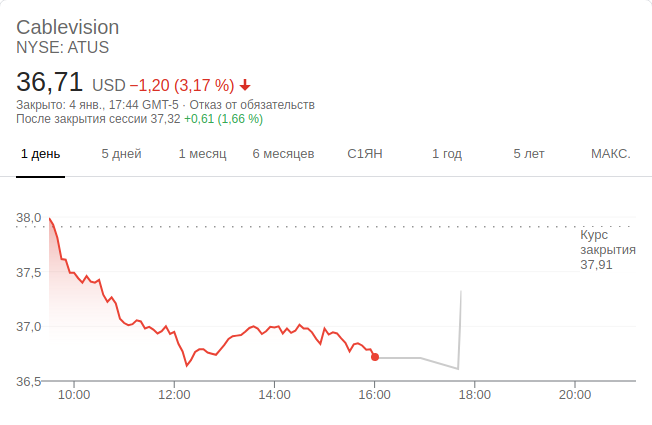 Cablevision
NYSE: ATUS
36,71 USD −1,20 (3,17 %)
Закрыто: 4 янв., 17:44 GMT-5 · Отказ от обязательств
После закрытия сессии 37,32 +0,61 (1,66 %)
1 день 5 дней 1 месяц 6 месяцев С1ЯН 1 год 5 лет МАКС.
38,0
Курс
закрытия
37,91
37,5
37,0
36,5
10:00 12:00 14:00 16:00 18:00 20:00